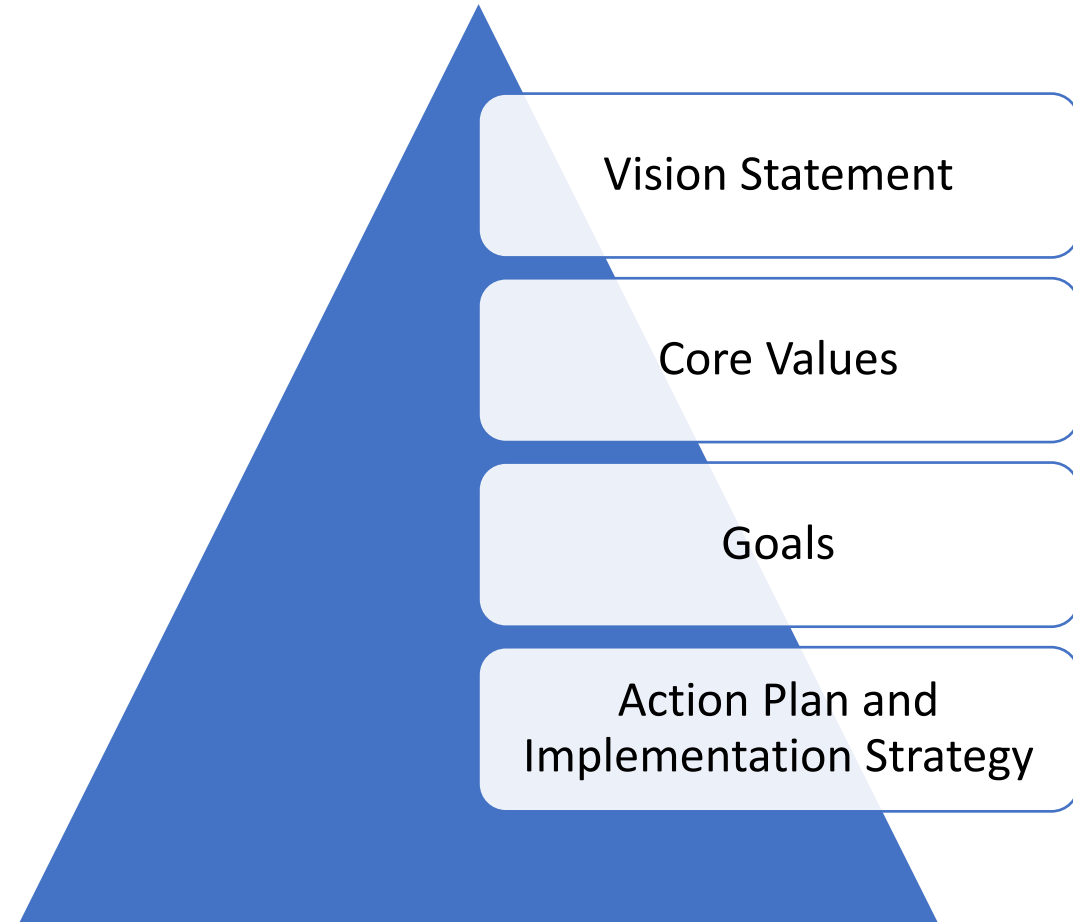 Vision Statement
Core Values
Goals
Action Plan and
Implementation Strategy